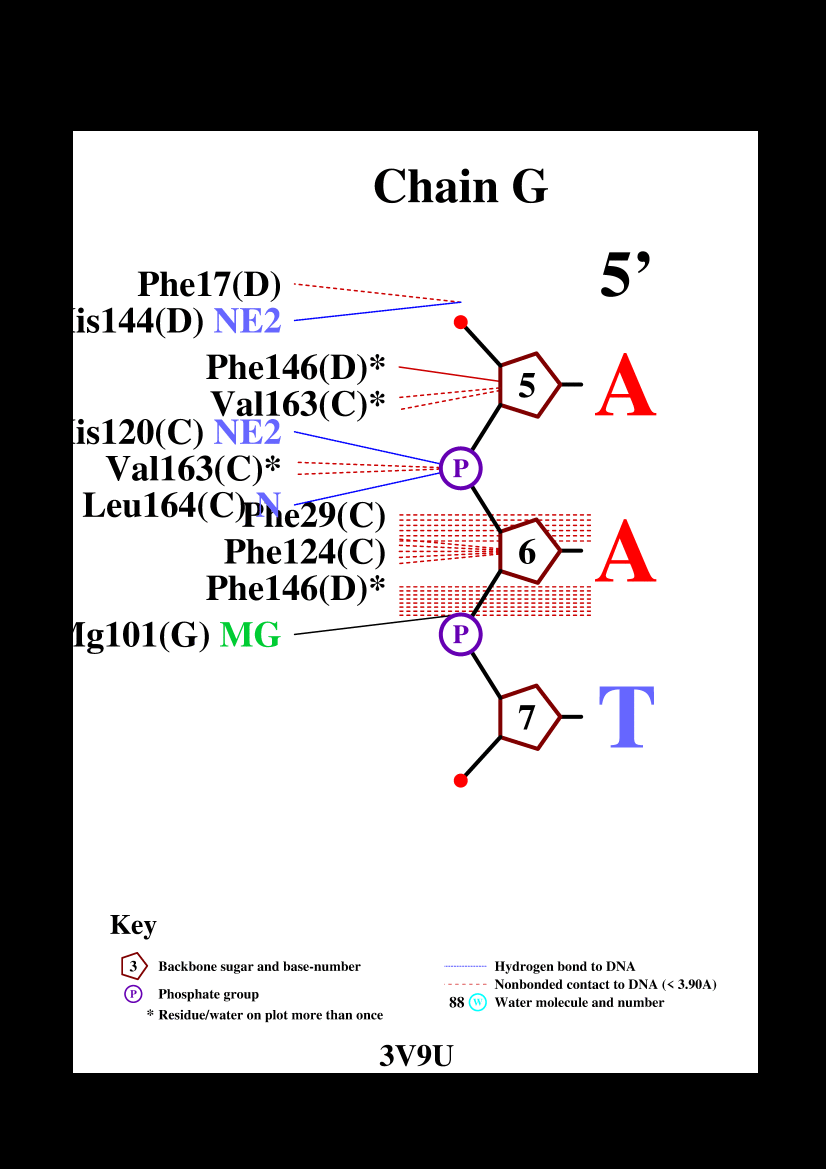 Chain G
5’
Phe17(D)
is144(D) NE2
Phe146(D)*
5 A
Val163(C)*
is120(C) NE2
Val163(C)*
P
Leu164(C) N
Phe29(C)
Phe124(C)
6 A
Phe146(D)*
Mg101(G) MG
P
7 T
Key
3 Backbone sugar and base-number
P Phosphate group
* Residue/water on plot more than once
Hydrogen bond to DNA
Nonbonded contact to DNA (< 3.90A)
88 W Water molecule and number
3V9U